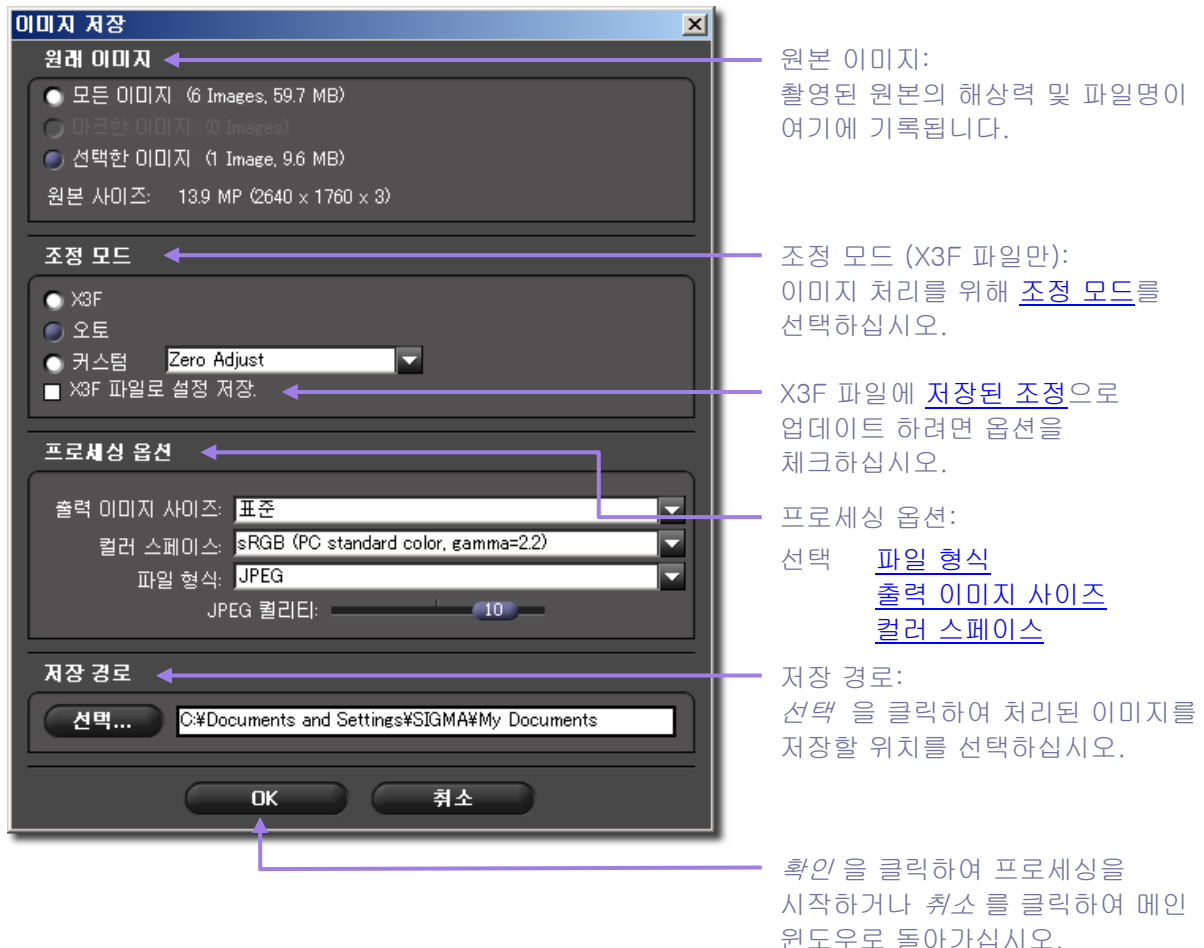 이미지 저장
원래 이미지
모든 이미지 (6 Images, 59.7 MB)
마크한 이미지 (0 Images)
선택한 이미지 (1 Image, 9.6 MB)
원본 사이즈: 13.9 MP (2640 x 1760 x 3)
조정 모드
X3F
오토
커스텀 Zero Adjust
X3F 파일로 설정 저장.
프로세싱 옵션
출력 이미지 사이즈: 표준
컬러 스페이스: sRGB (PC standard color, gamma=2.2)
파일 형식: JPEG
JPEG 퀄리티: 10
저장 경로
선택... C:¥Documents and Settings¥SIGMA¥My Documents
OK 취소
원본 이미지:
촬영된 원본의 해상력 및 파일명이
여기에 기록됩니다.
조정 모드 (X3F 파일만):
이미지 처리를 위해 조정 모드를
선택하십시오.
X3F 파일에 저장된 조정으로
업데이트 하려면 옵션을
체크하십시오.
프로세싱 옵션:
선택 파일 형식
출력 이미지 사이즈
컬러 스페이스
저장 경로:
선택 을 클릭하여 처리된 이미지를
저장할 위치를 선택하십시오.
확인 을 클릭하여 프로세싱을
시작하거나 취소 를 클릭하여 메인
윈도우로 돌아가십시오.